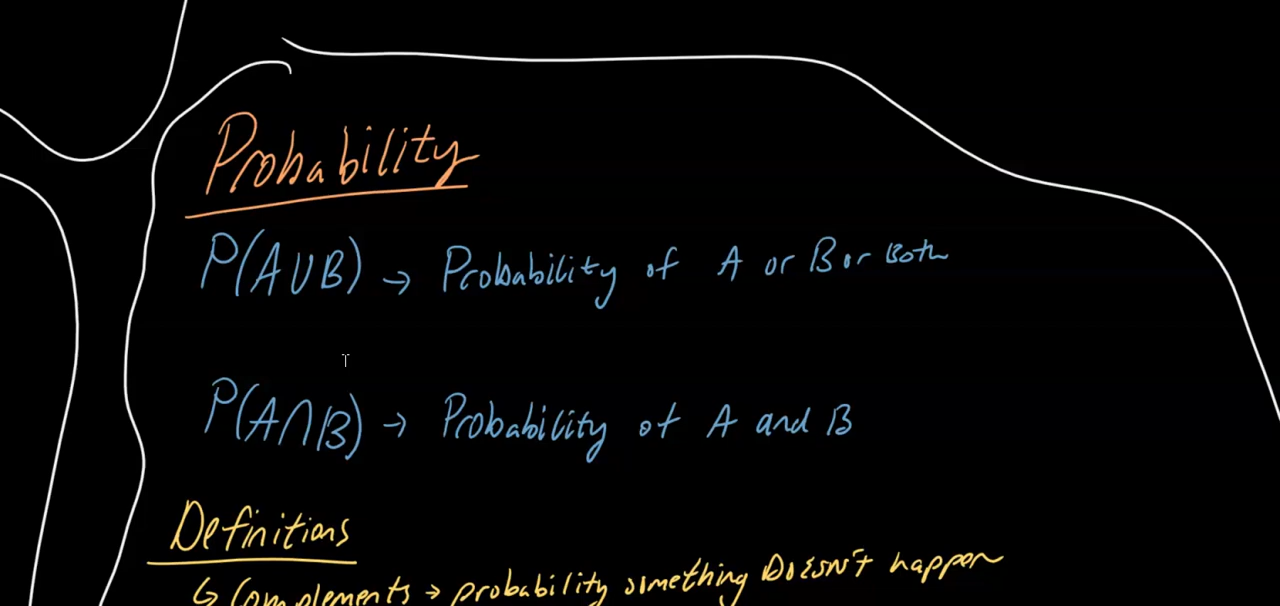 Probability
P(A∪B) → Probability of A or B or Both
P(A∩B) → Probability of A and B
Definitions
↳ Complements → probability something Doesn't happen